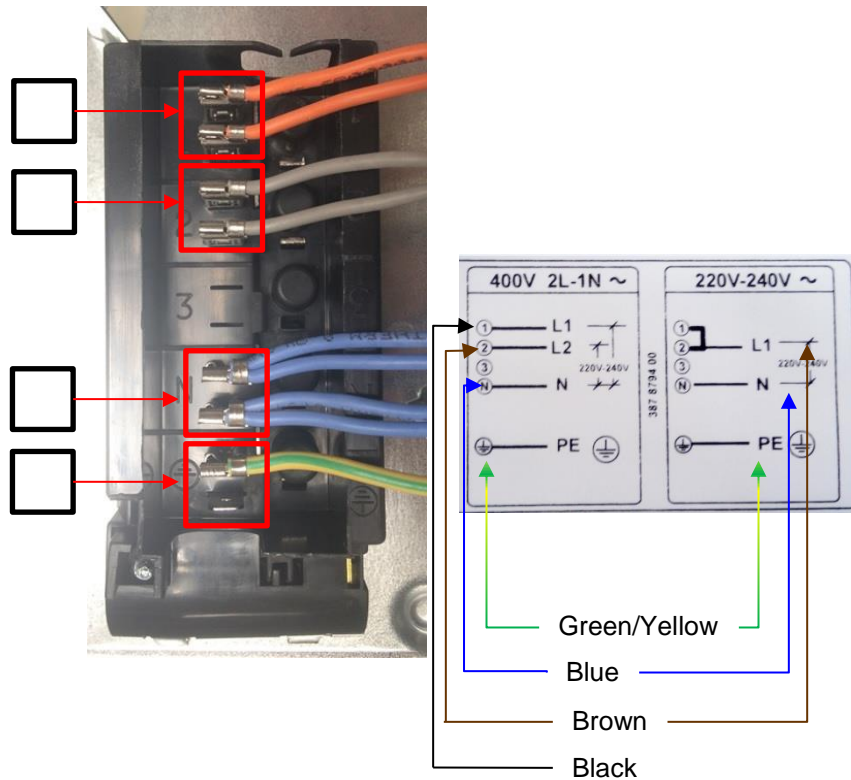 2
3
N
400V 2L-1N ~
1 L1
2 L2
3
220V-240V
N N
PE
387 8794 00
220V-240V ~
1
2 L1
3
220V-240V
N N
PE
Green/Yellow
Blue
Brown
Black